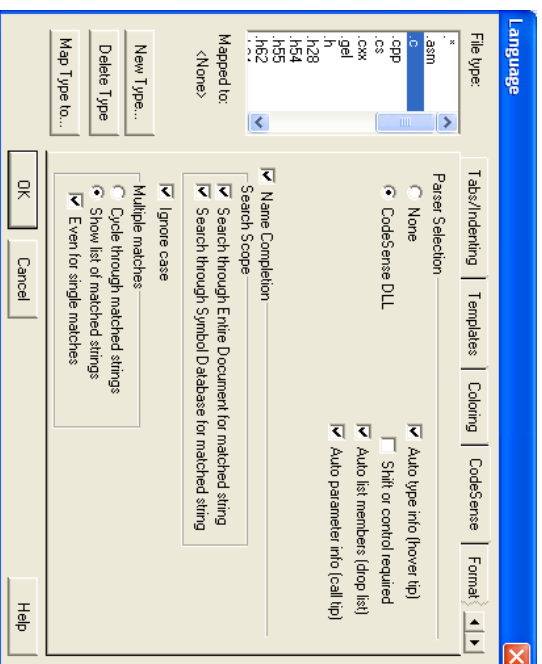 Language
File type:
.*
.asm
.c
.cpp
.cs
.cxx
.gel
.h
.h28
.h54
.h55
.h62
Mapped to:
<None>
New Type...
Delete Type
Map Type to...
Tabs/Indenting
Templates
Coloring
CodeSense
Format
Parser Selection
None
CodeSense DLL
Auto type info (hover tip)
Shift or control required
Auto list members (drop list)
Auto parameter info (call tip)
Name Completion
Search Scope
Search through Entire Document for matched string
Search through Symbol Database for matched string
Ignore case
Multiple matches
Cycle through matched strings
Show list of matched strings
Even for single matches
OK
Cancel
Help